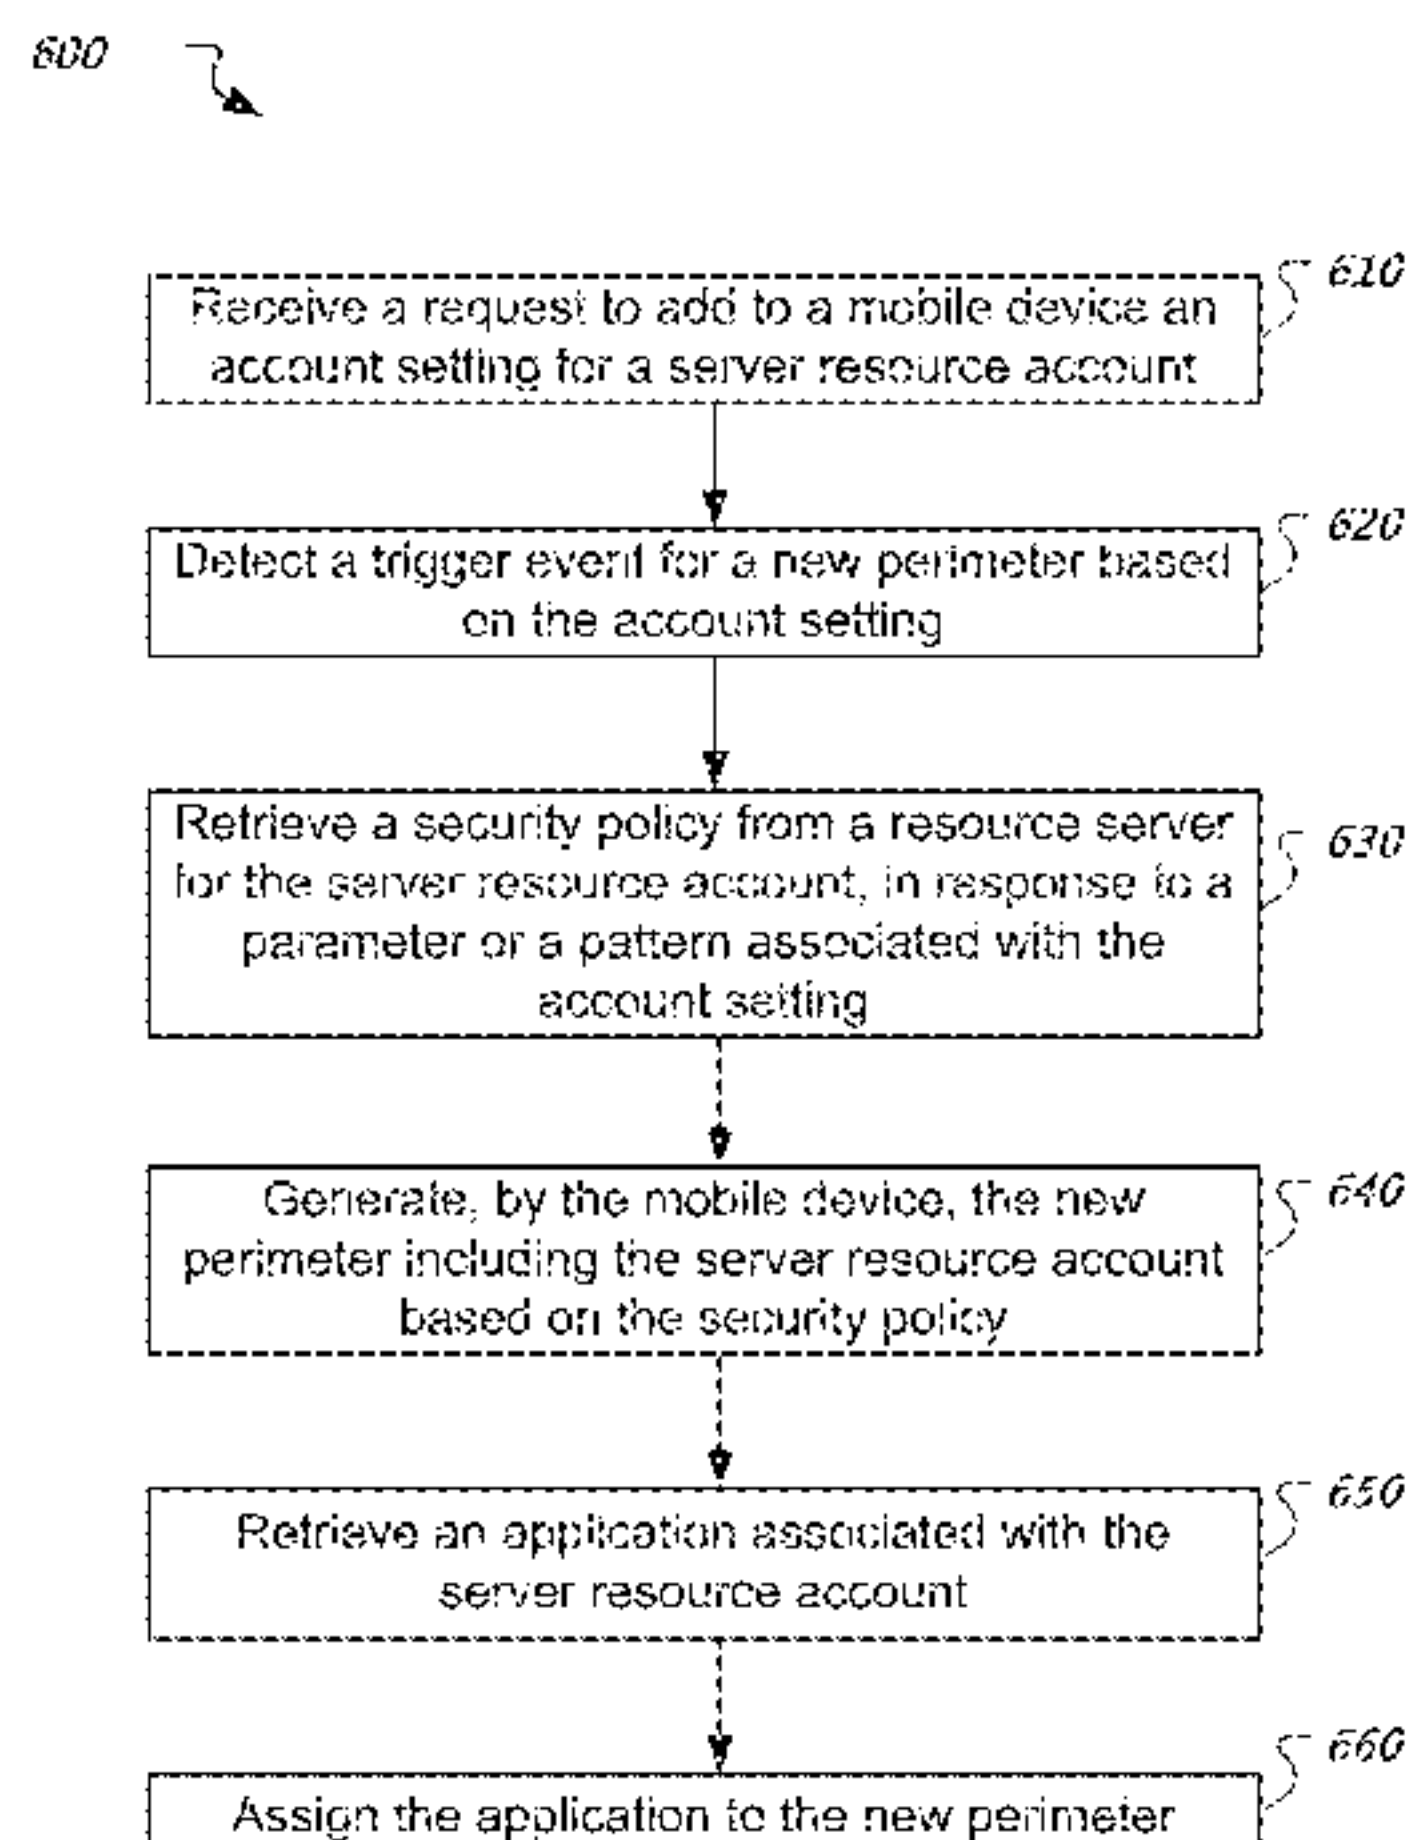 600
610
Receive a request to add to a mobile device an
account setting for a server resource account
620
Detect a trigger event for a new perimeter based
on the account setting
630
Retrieve a security policy from a resource server
for the server resource account, in response to a
parameter or a pattern associated with the
account setting
640
Generate, by the mobile device, the new
perimeter including the server resource account
based on the security policy
650
Retrieve an application associated with the
server resource account
660
Assign the application to the new perimeter